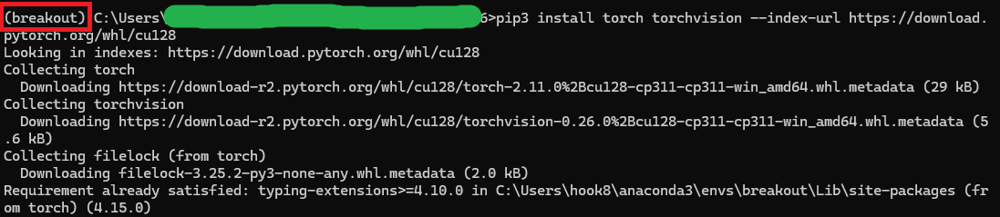 (breakout) C:\Users\ 6>pip3 install torch torchvision --index-url https://download.
pytorch.org/whl/cu128
Looking in indexes: https://download.pytorch.org/whl/cu128
Collecting torch
  Downloading https://download-r2.pytorch.org/whl/cu128/torch-2.11.0%2Bcu128-cp311-cp311-win_amd64.whl.metadata (29 kB)
Collecting torchvision
  Downloading https://download-r2.pytorch.org/whl/cu128/torchvision-0.26.0%2Bcu128-cp311-cp311-win_amd64.whl.metadata (5
.6 kB)
Collecting filelock (from torch)
  Downloading filelock-3.25.2-py3-none-any.whl.metadata (2.0 kB)
Requirement already satisfied: typing-extensions>=4.10.0 in C:\Users\hook8\anaconda3\envs\breakout\Lib\site-packages (fr
om torch) (4.15.0)